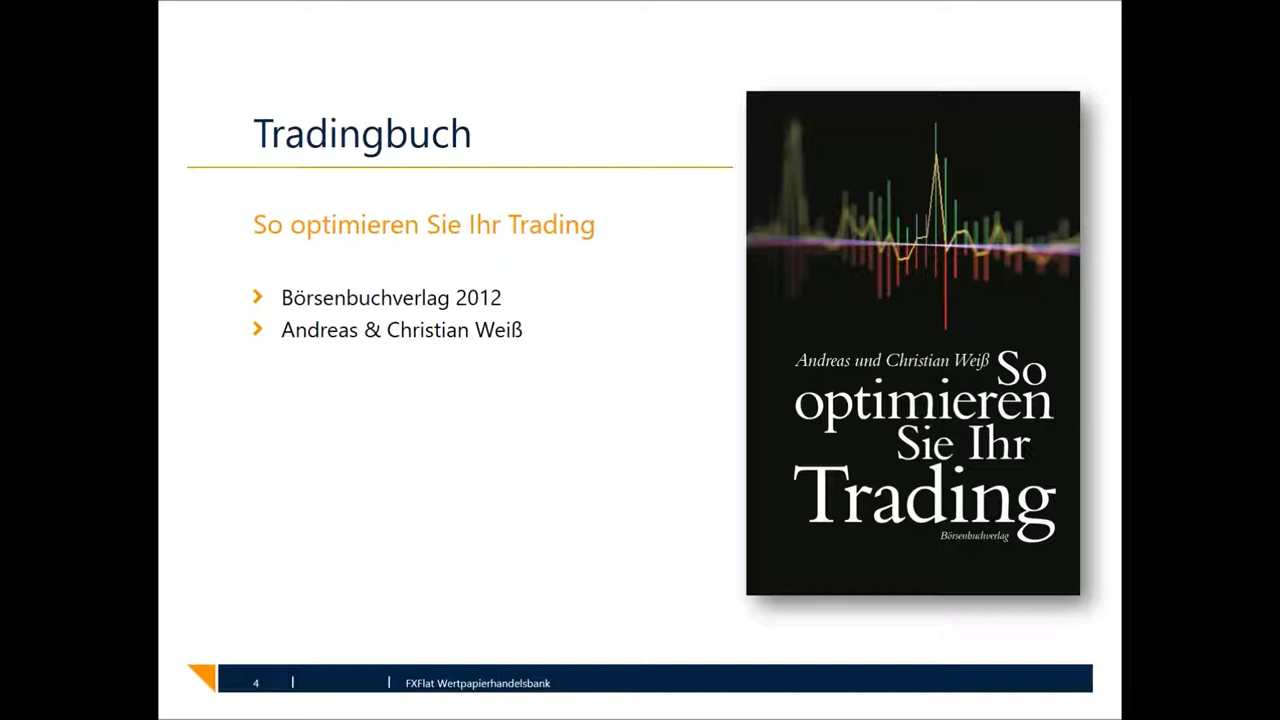 Tradingbuch
So optimieren Sie Ihr Trading
Börsenbuchverlag 2012
Andreas & Christian Weiß
Andreas und Christian Weiß So
optimieren
Sie Ihr
Trading
Börsenbuchverlag
4 | | FXFlat Wertpapierhandelsbank